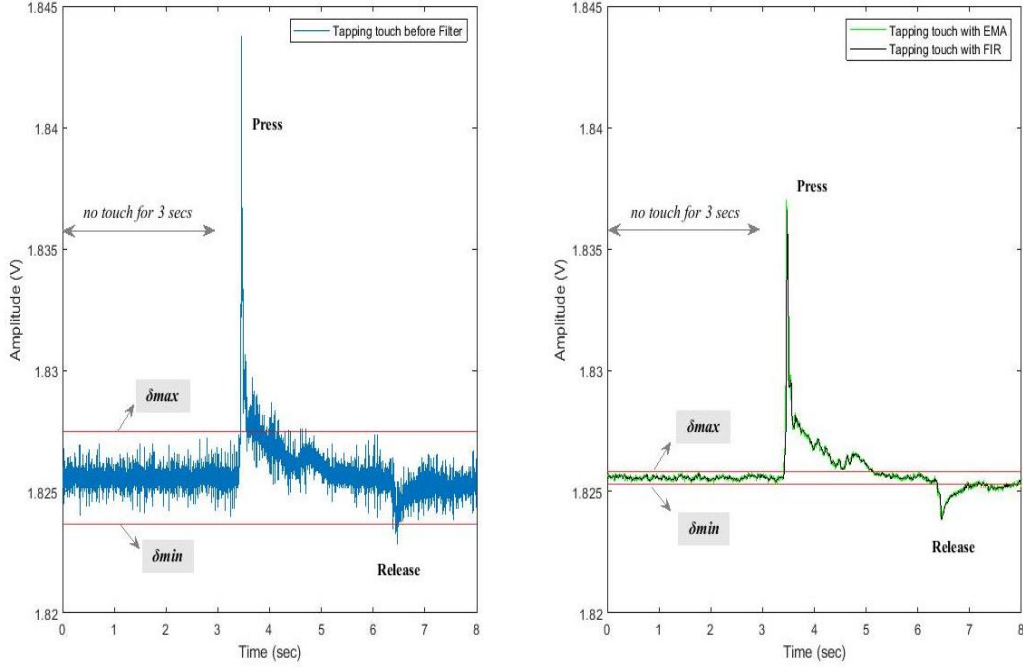 1.845
1.84
1.835
1.83
1.825
1.82
Amplitude (V)
Tapping touch before Filter
Press
no touch for 3 secs
δmax
δmin
Release
0 1 2 3 4 5 6 7 8
Time (sec)
1.845
1.84
1.835
1.83
1.825
1.82
Amplitude (V)
Tapping touch with EMA
Tapping touch with FIR
Press
no touch for 3 secs
δmax
δmin
Release
0 1 2 3 4 5 6 7 8
Time (sec)